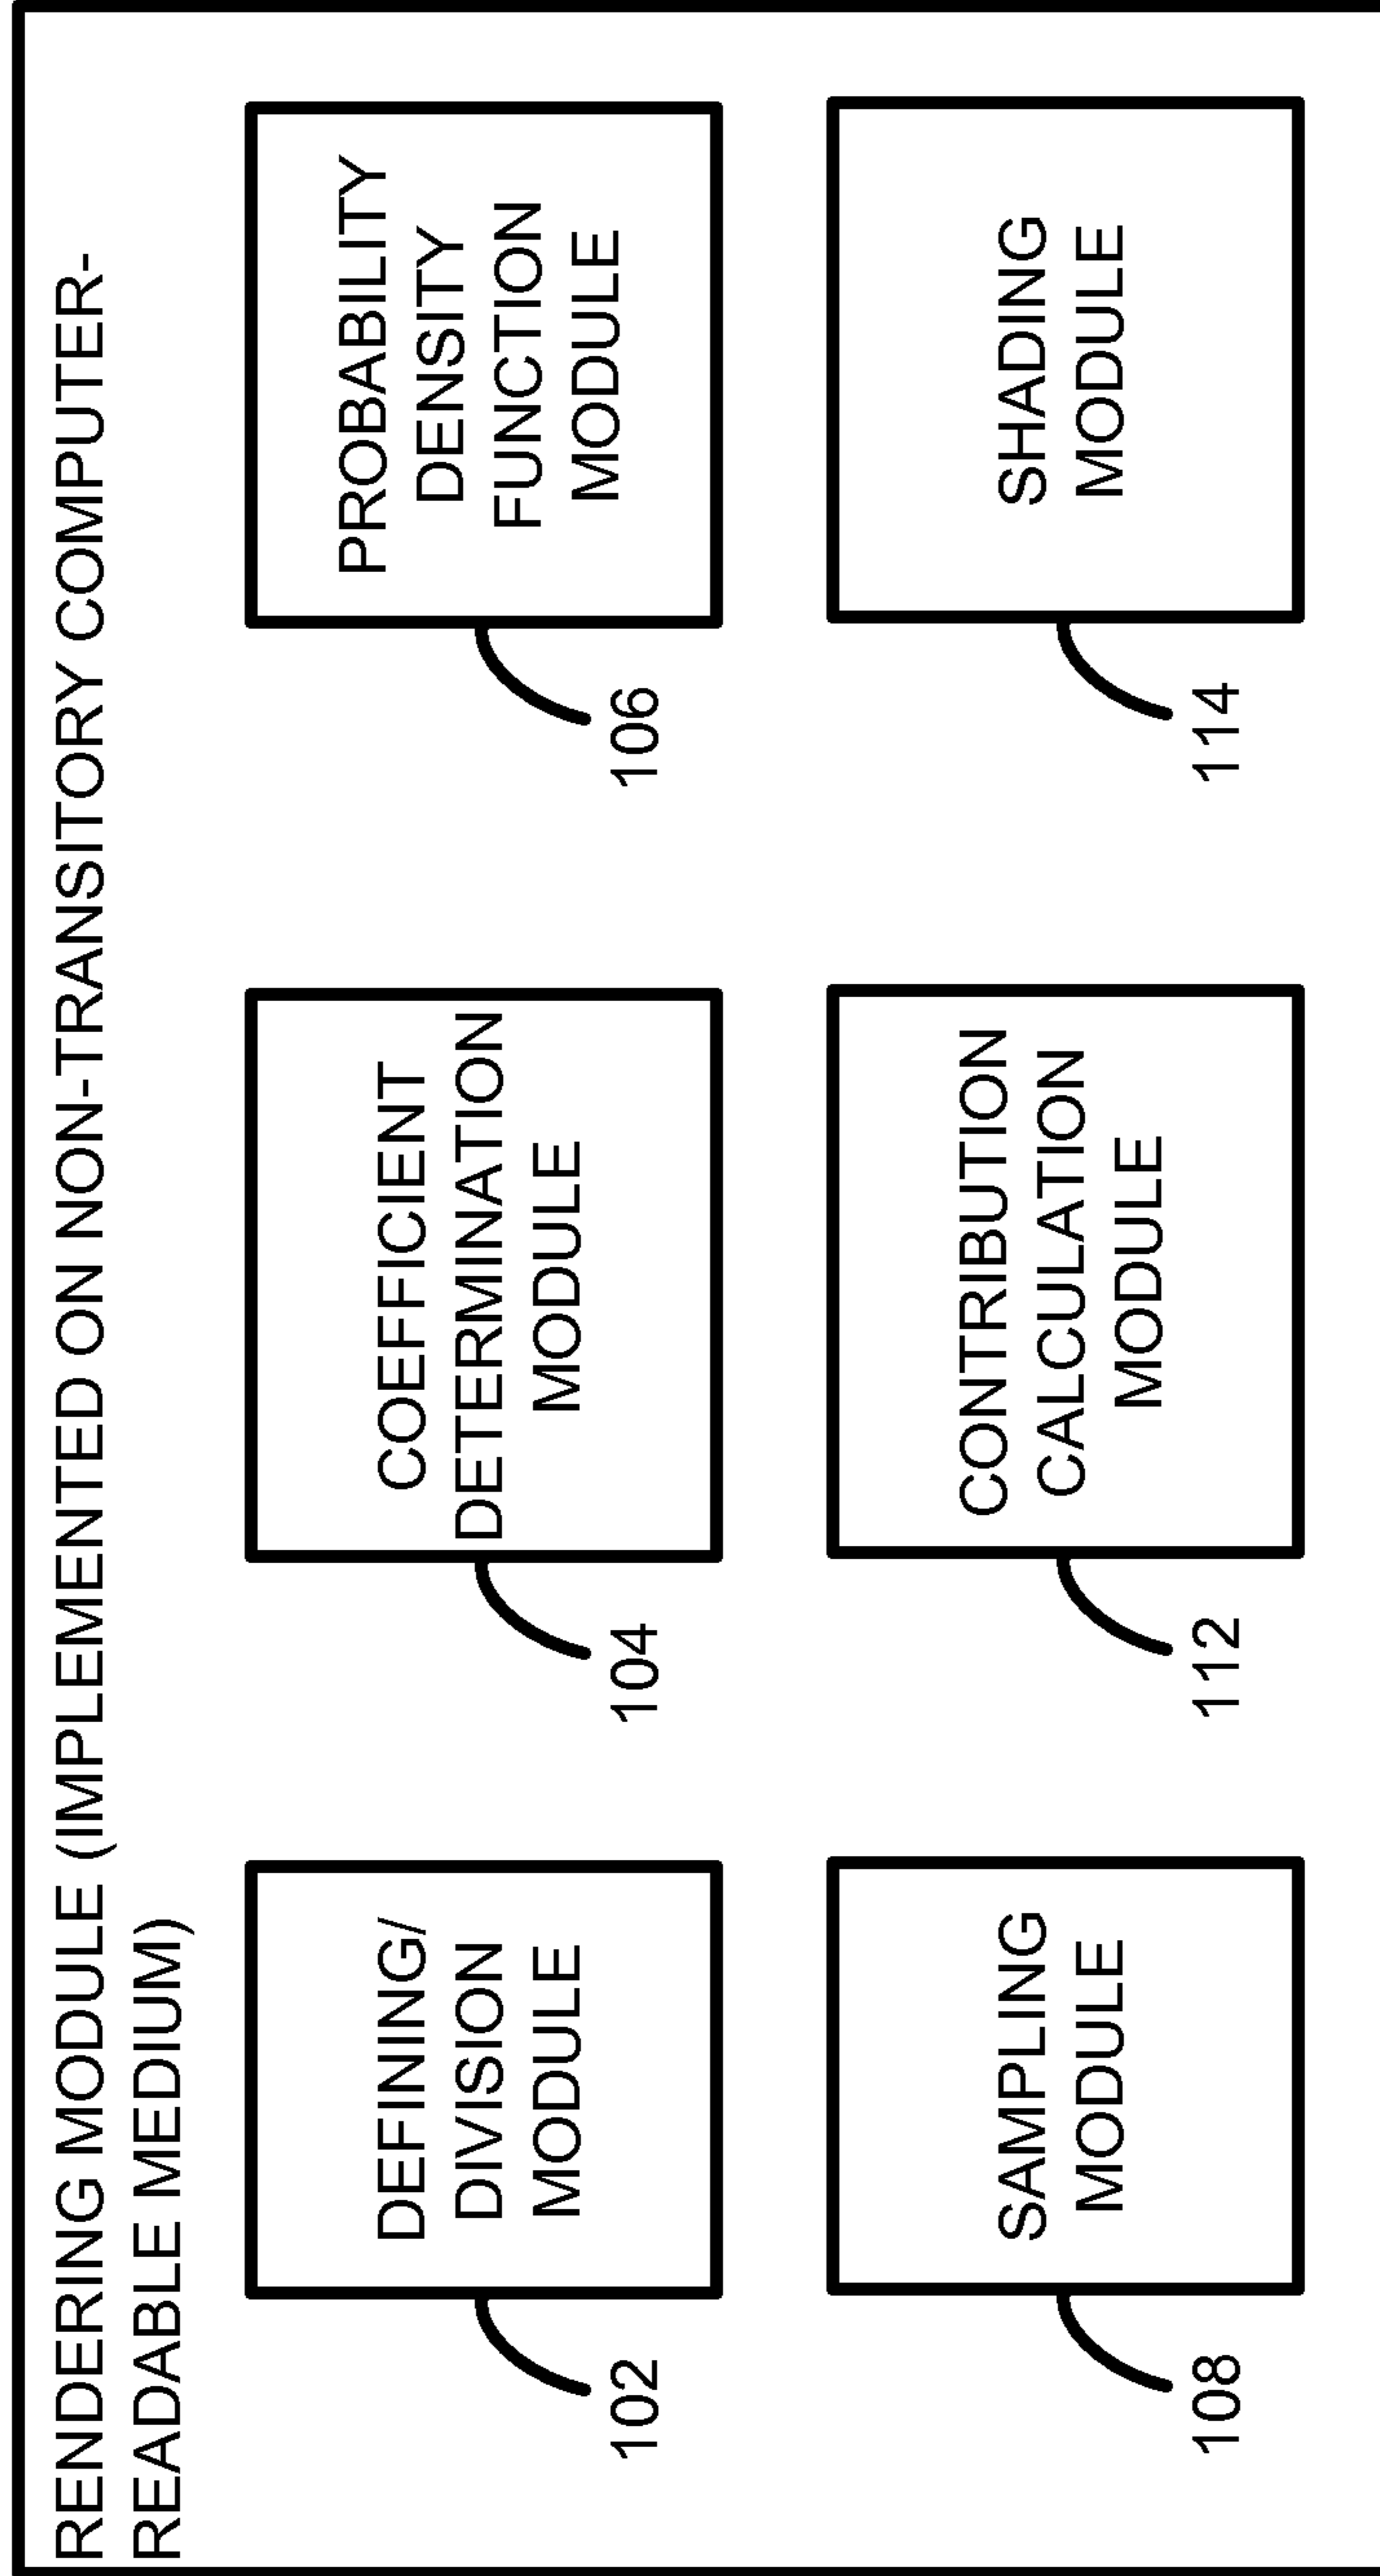 RENDERING MODULE (IMPLEMENTED ON NON-TRANSITORY COMPUTER-
READABLE MEDIUM)
DEFINING/
DIVISION
MODULE
102
COEFFICIENT
DETERMINATION
MODULE
104
PROBABILITY
DENSITY
FUNCTION
MODULE
106
SAMPLING
MODULE
108
CONTRIBUTION
CALCULATION
MODULE
112
SHADING
MODULE
114